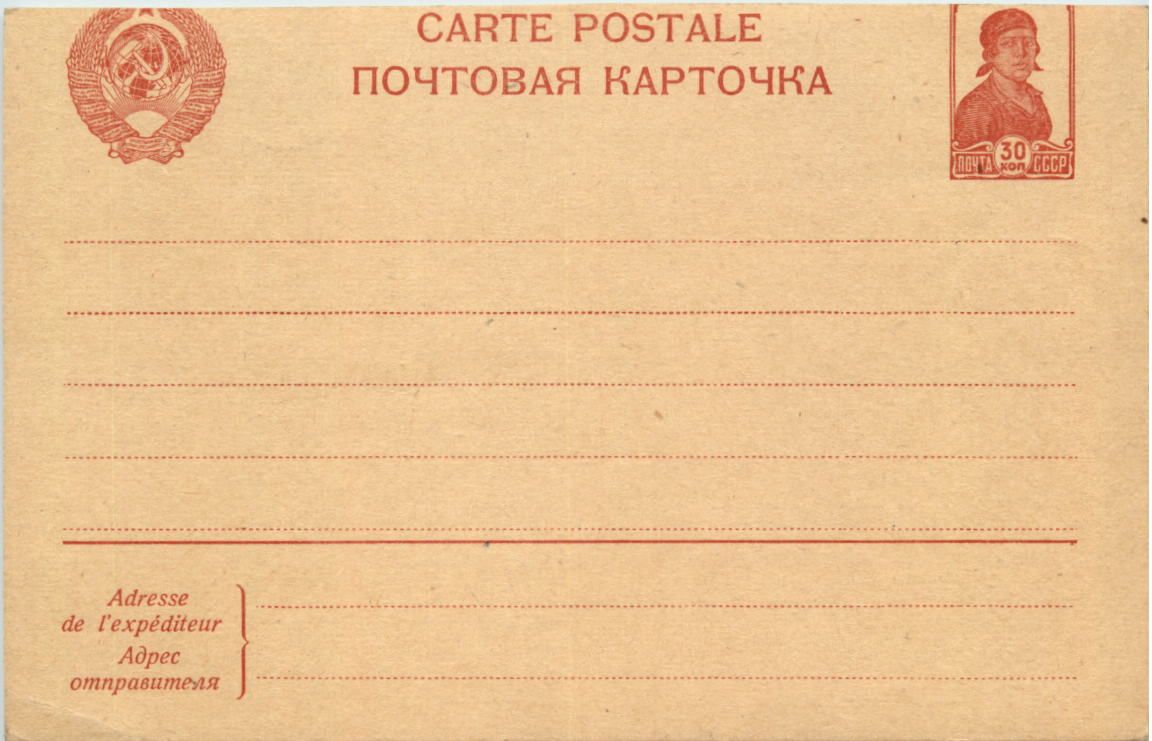 CARTE POSTALE
ПОЧТОВАЯ КАРТОЧКА
ПОЧТА 30 КОП СССР
Adresse
de l'expéditeur
Адрес
отправителя